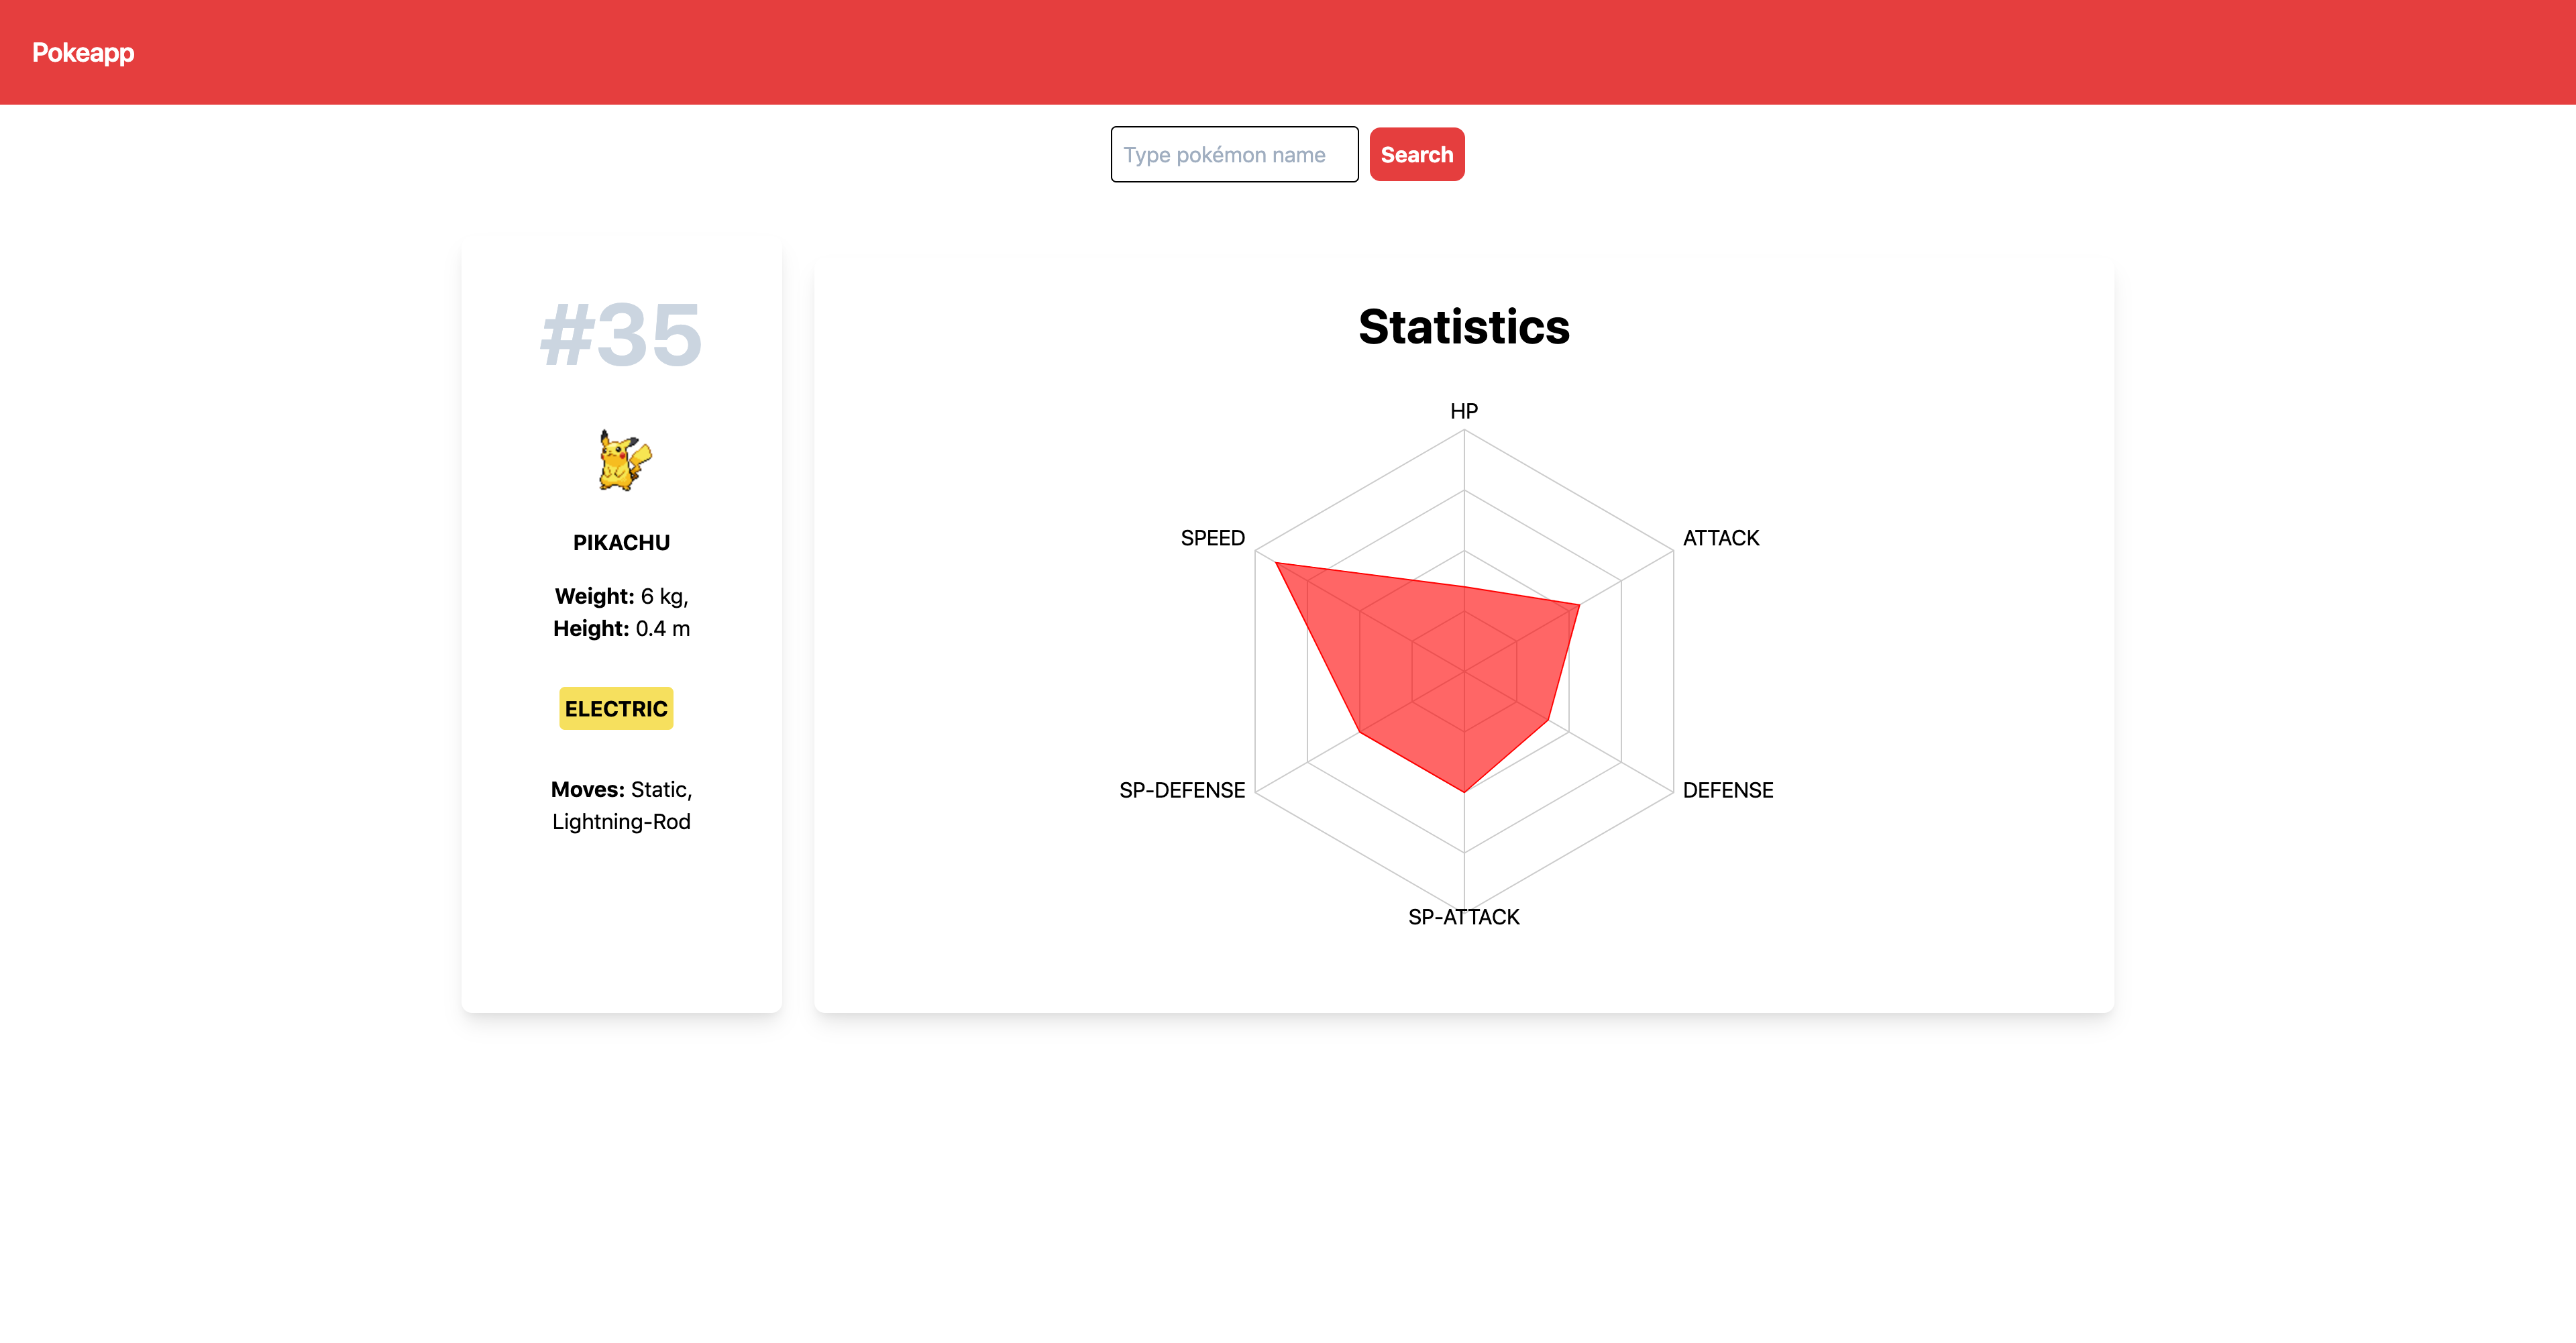 Pokeapp
Type pokémon name
Search
#35
PIKACHU
Weight: 6 kg,
Height: 0.4 m
ELECTRIC
Moves: Static,
Lightning-Rod
Statistics
HP
SPEED
ATTACK
SP-DEFENSE
DEFENSE
SP-ATTACK